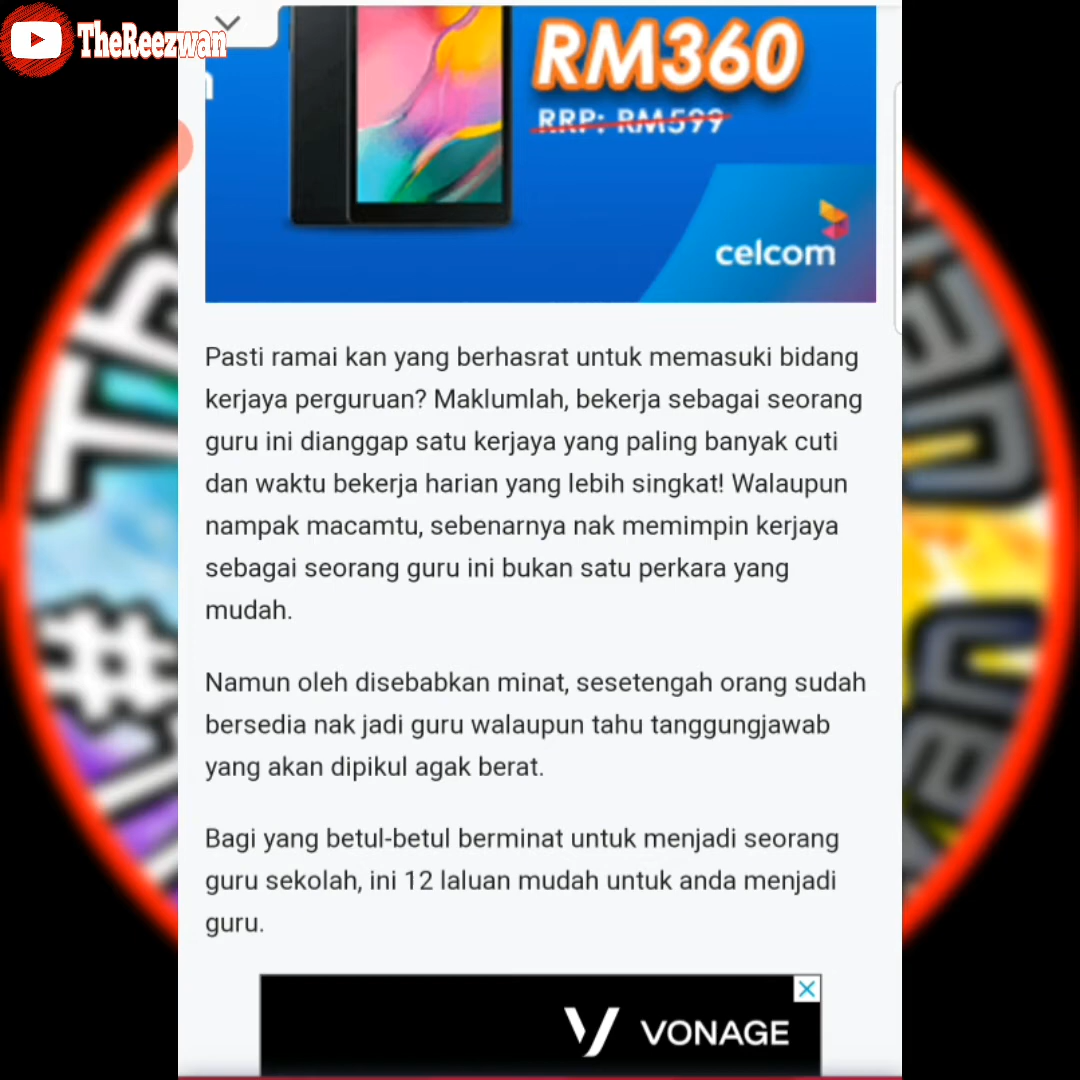 TheReezwan
RM360
RRP: RM599
celcom
Pasti ramai kan yang berhasrat untuk memasuki bidang
kerjaya perguruan? Maklumlah, bekerja sebagai seorang
guru ini dianggap satu kerjaya yang paling banyak cuti
dan waktu bekerja harian yang lebih singkat! Walaupun
nampak macamtu, sebenarnya nak memimpin kerjaya
sebagai seorang guru ini bukan satu perkara yang
mudah.
Namun oleh disebabkan minat, sesetengah orang sudah
bersedia nak jadi guru walaupun tahu tanggungjawab
yang akan dipikul agak berat.
Bagi yang betul-betul berminat untuk menjadi seorang
guru sekolah, ini 12 laluan mudah untuk anda menjadi
guru.
VONAGE